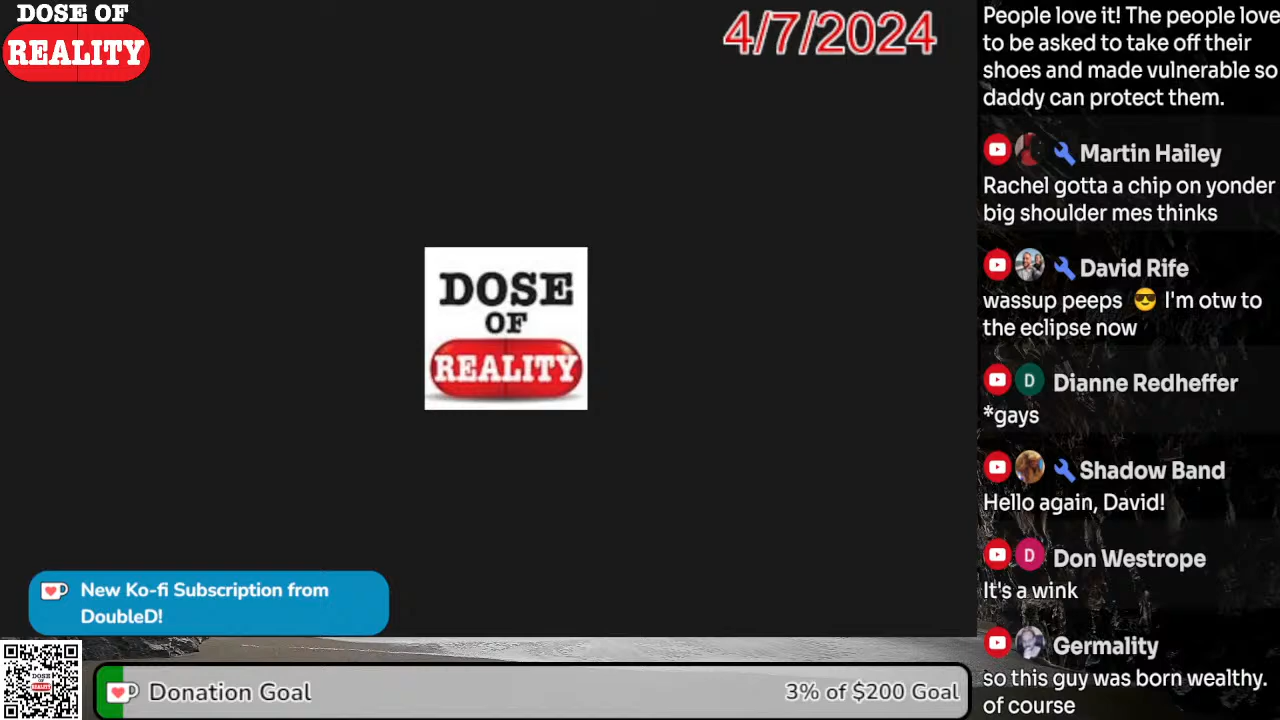 DOSE OF
REALITY
4/7/2024
DOSE
OF
REALITY
New Ko-fi Subscription from
DoubleD!
Donation Goal
3% of $200 Goal
People love it! The people love
to be asked to take off their
shoes and made vulnerable so
daddy can protect them.
Martin Hailey
Rachel gotta a chip on yonder
big shoulder mes thinks
David Rife
wassup peeps 😎 I'm otw to
the eclipse now
D Dianne Redheffer
*gays
Shadow Band
Hello again, David!
D Don Westrope
It's a wink
Germality
so this guy was born wealthy.
of course